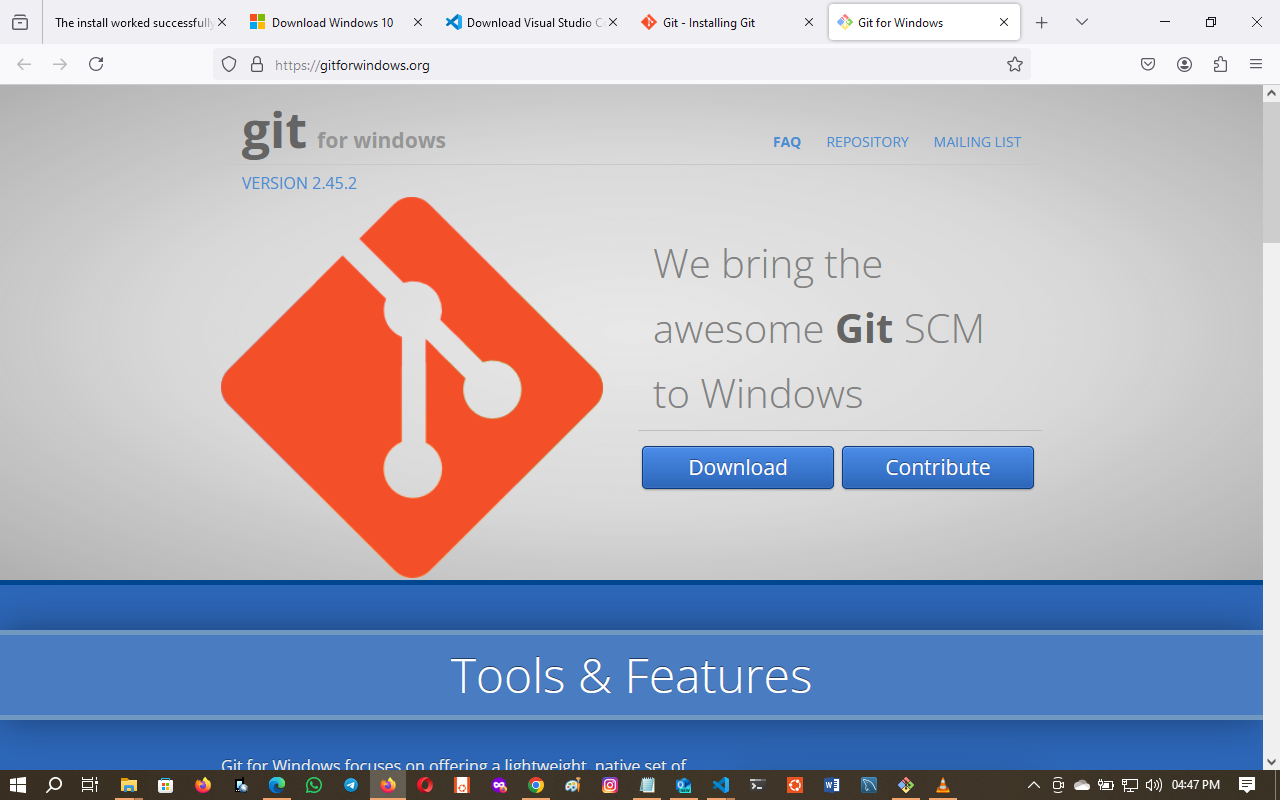 The install worked successfully
Download Windows 10
Download Visual Studio Co
Git - Installing Git
Git for Windows
https://gitforwindows.org
git for windows
FAQ
REPOSITORY
MAILING LIST
VERSION 2.45.2
We bring the
awesome Git SCM
to Windows
Download
Contribute
Tools & Features
Git for Windows focuses on offering a lightweight, native set of
04:47 PM